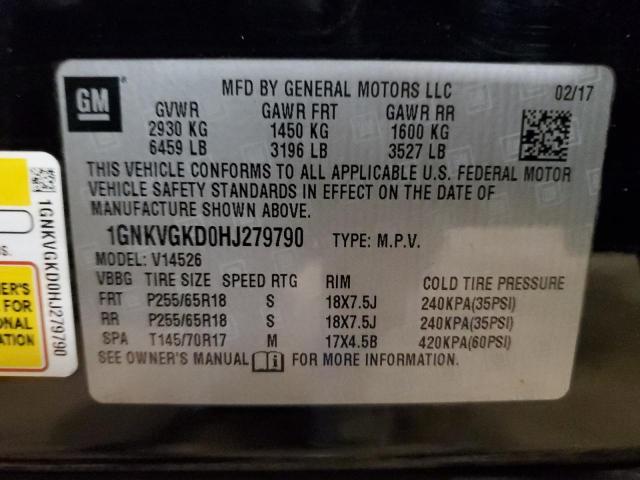 GM
MFD BY GENERAL MOTORS LLC 02/17
GVWR GAWR FRT GAWR RR
2930 KG 1450 KG 1600 KG
6459 LB 3196 LB 3527 LB
THIS VEHICLE CONFORMS TO ALL APPLICABLE U.S. FEDERAL MOTOR
VEHICLE SAFETY STANDARDS IN EFFECT ON THE DATE OF
MANUFACTURE SHOWN ABOVE.
1GNKVGKD0HJ279790 TYPE: M.P.V.
MODEL: V14526
VBBG TIRE SIZE SPEED RTG RIM COLD TIRE PRESSURE
FRT P255/65R18 S 18X7.5J 240KPA(35PSI)
RR P255/65R18 S 18X7.5J 240KPA(35PSI)
SPA T145/70R17 M 17X4.5B 420KPA(60PSI)
SEE OWNER'S MANUAL FOR MORE INFORMATION.
1GNKVGKD0HJ279790
S.
ER'S
FOR
ONAL
ATION